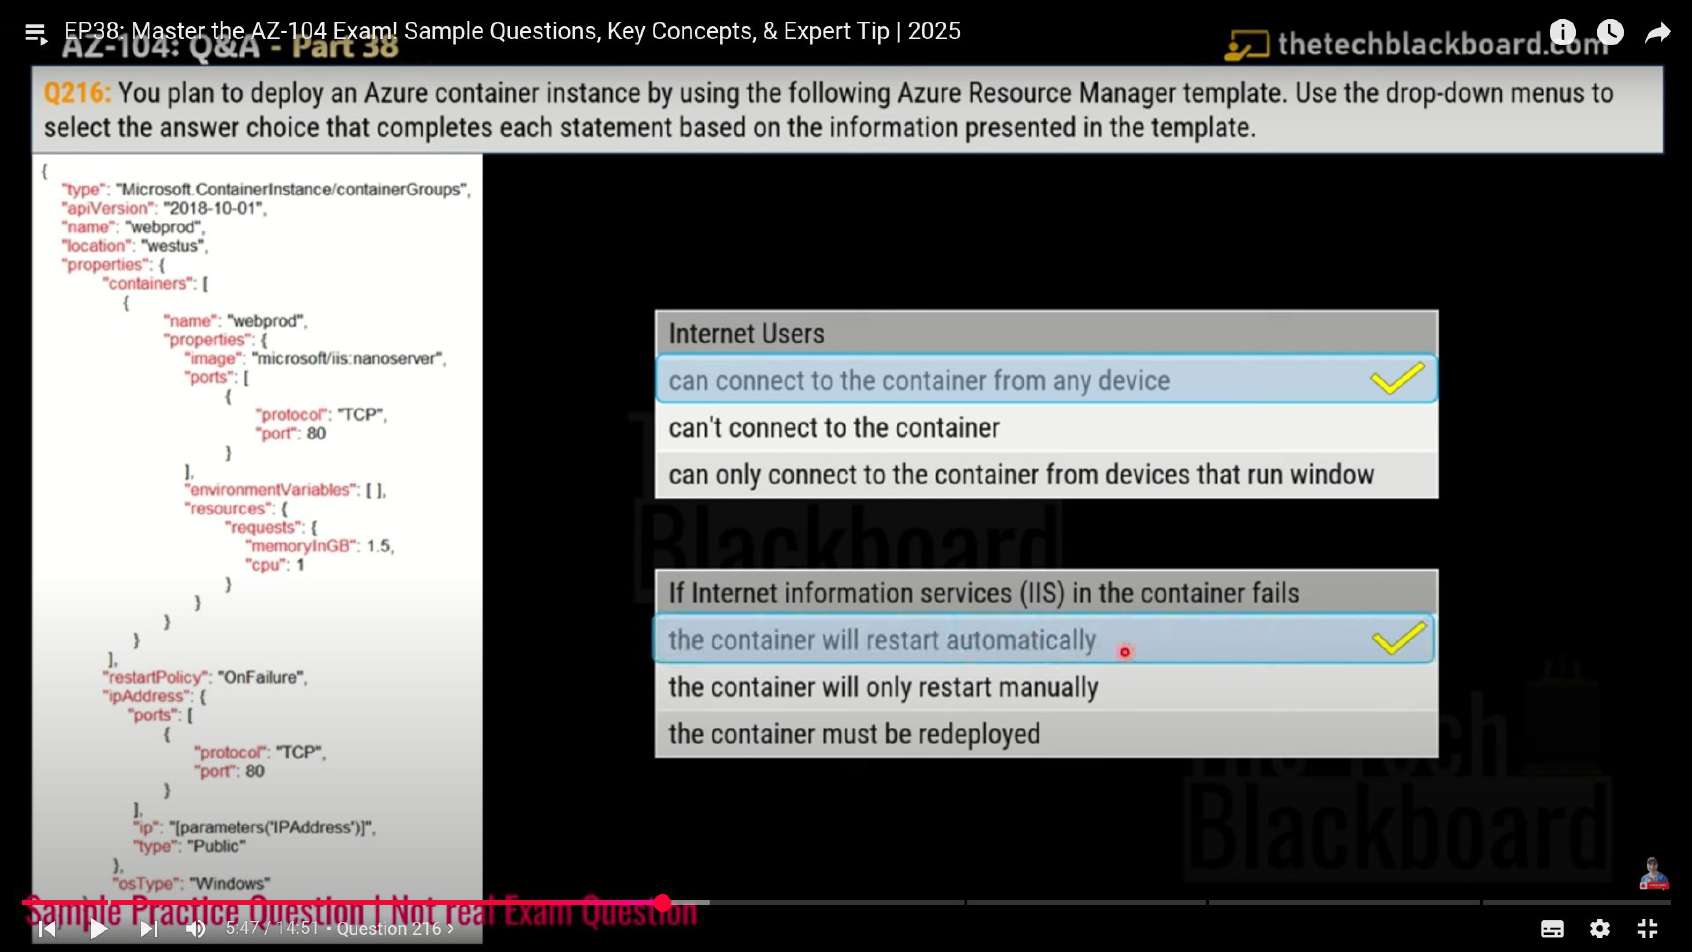 EP38: Master the AZ-104 Exam! Sample Questions, Key Concepts, & Expert Tip | 2025
AZ-104: Q&A - Part 38
thetechblackboard.com
Q216: You plan to deploy an Azure container instance by using the following Azure Resource Manager template. Use the drop-down menus to
select the answer choice that completes each statement based on the information presented in the template.
{
"type": "Microsoft.ContainerInstance/containerGroups",
"apiVersion": "2018-10-01",
"name": "webprod",
"location": "westus",
"properties": {
"containers": [
{
"name": "webprod",
"properties": {
"image": "microsoft/iis:nanoserver",
"ports": [
{
"protocol": "TCP",
"port": 80
}
],
"environmentVariables": [ ],
"resources": {
"requests": {
"memoryInGB": 1.5,
"cpu": 1
}
}
}
}
],
"restartPolicy": "OnFailure",
"ipAddress": {
"ports": [
{
"protocol": "TCP",
"port": 80
}
],
"ip": "[parameters('IPAddress')]",
"type": "Public"
},
"osType": "Windows"
Internet Users
can connect to the container from any device
can't connect to the container
can only connect to the container from devices that run window
If Internet information services (IIS) in the container fails
the container will restart automatically
the container will only restart manually
the container must be redeployed
Blackboard
The Tech
Blackboard
Sample Practice Question | Not real Exam Question
5:47 / 14:51 • Question 216 >